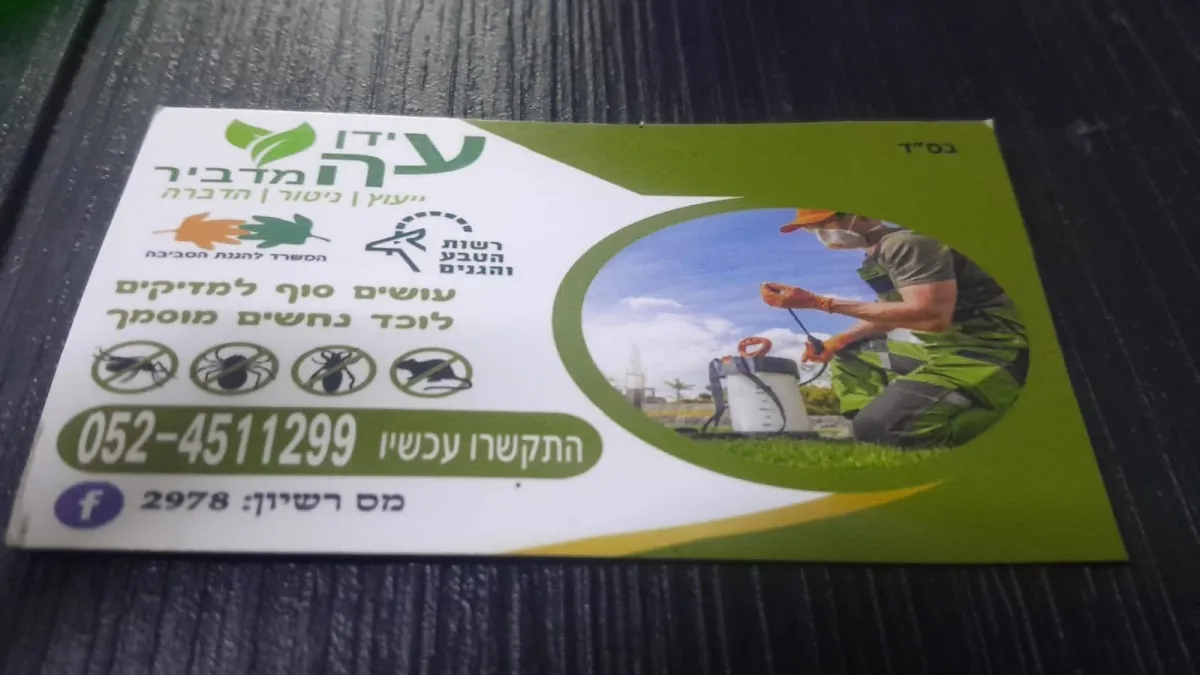 בס"ד
עידן
המדביר
ייעוץ | ניטור | הדברה
המשרד להגנת הסביבה
רשות
הטבע
והגנים
עושים סוף למזיקים
לוכד נחשים מוסמך
התקשרו עכשיו 052-4511299
מס רשיון: 2978
f